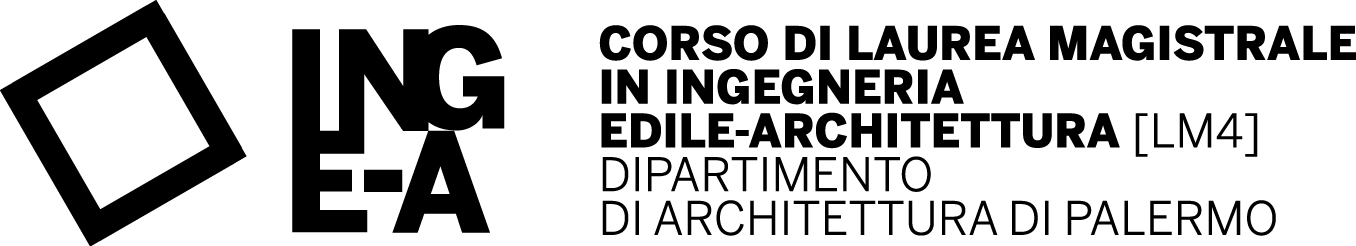 ING
E-A
CORSO DI LAUREA MAGISTRALE
IN INGEGNERIA
EDILE-ARCHITETTURA [LM4]
DIPARTIMENTO
DI ARCHITETTURA DI PALERMO